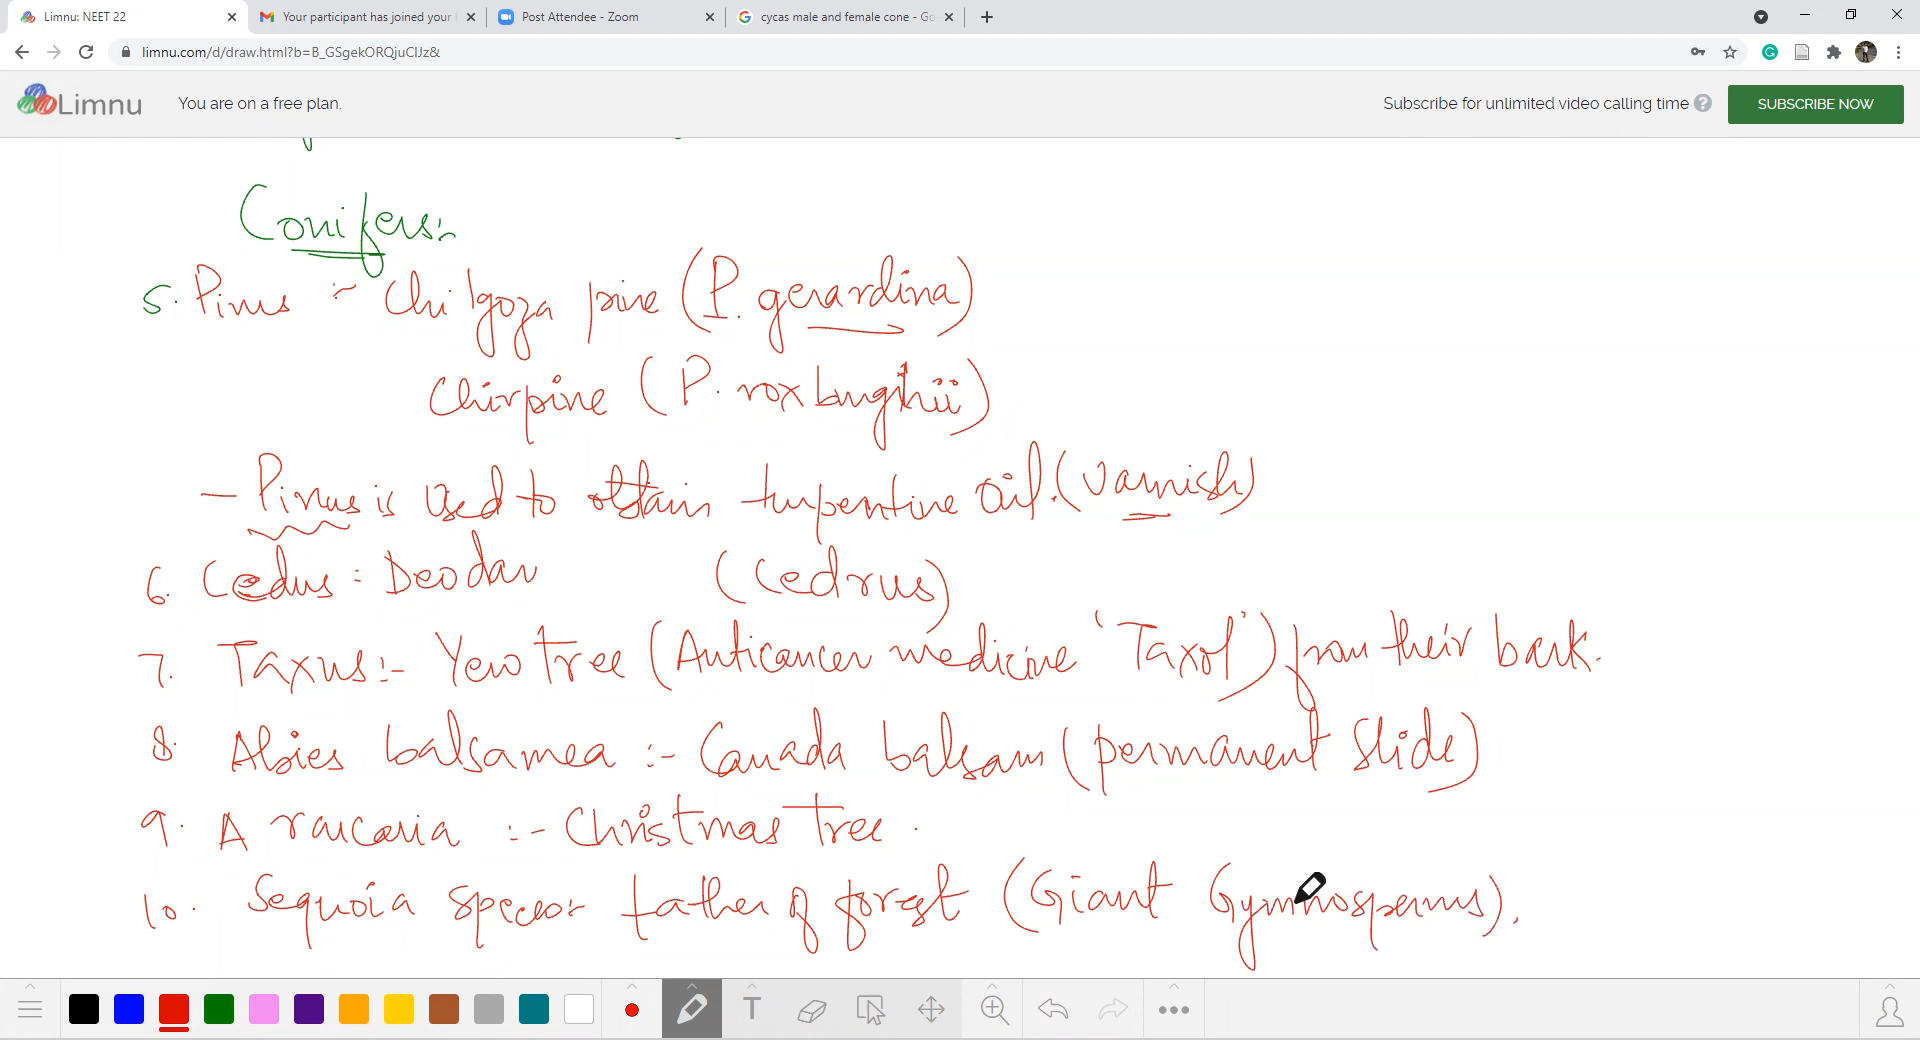 Limnu: NEET 22
Your participant has joined your
Post Attendee - Zoom
cycas male and female cone - Go
limnu.com/d/draw.html?b=B_GSgekORQjuCIJz&
Limnu
You are on a free plan.
Subscribe for unlimited video calling time ?
SUBSCRIBE NOW
Conifers:-
5. Pinus :- Chilgoza pine (P. gerardina)
Chirpine (P. roxburghii)
- Pinus is used to obtain turpentine oil. (Varnish)
6. Cedus : Deodar (Cedrus)
7. Taxus :- Yew tree (Anticancer medicine 'Taxol') from their bark.
8. Abies balsamea :- Canada balsam (permanent slide)
9. A raucaria :- Christmas tree.
10. Sequoia species:- father of forest (Giant Gymnosperms).
T